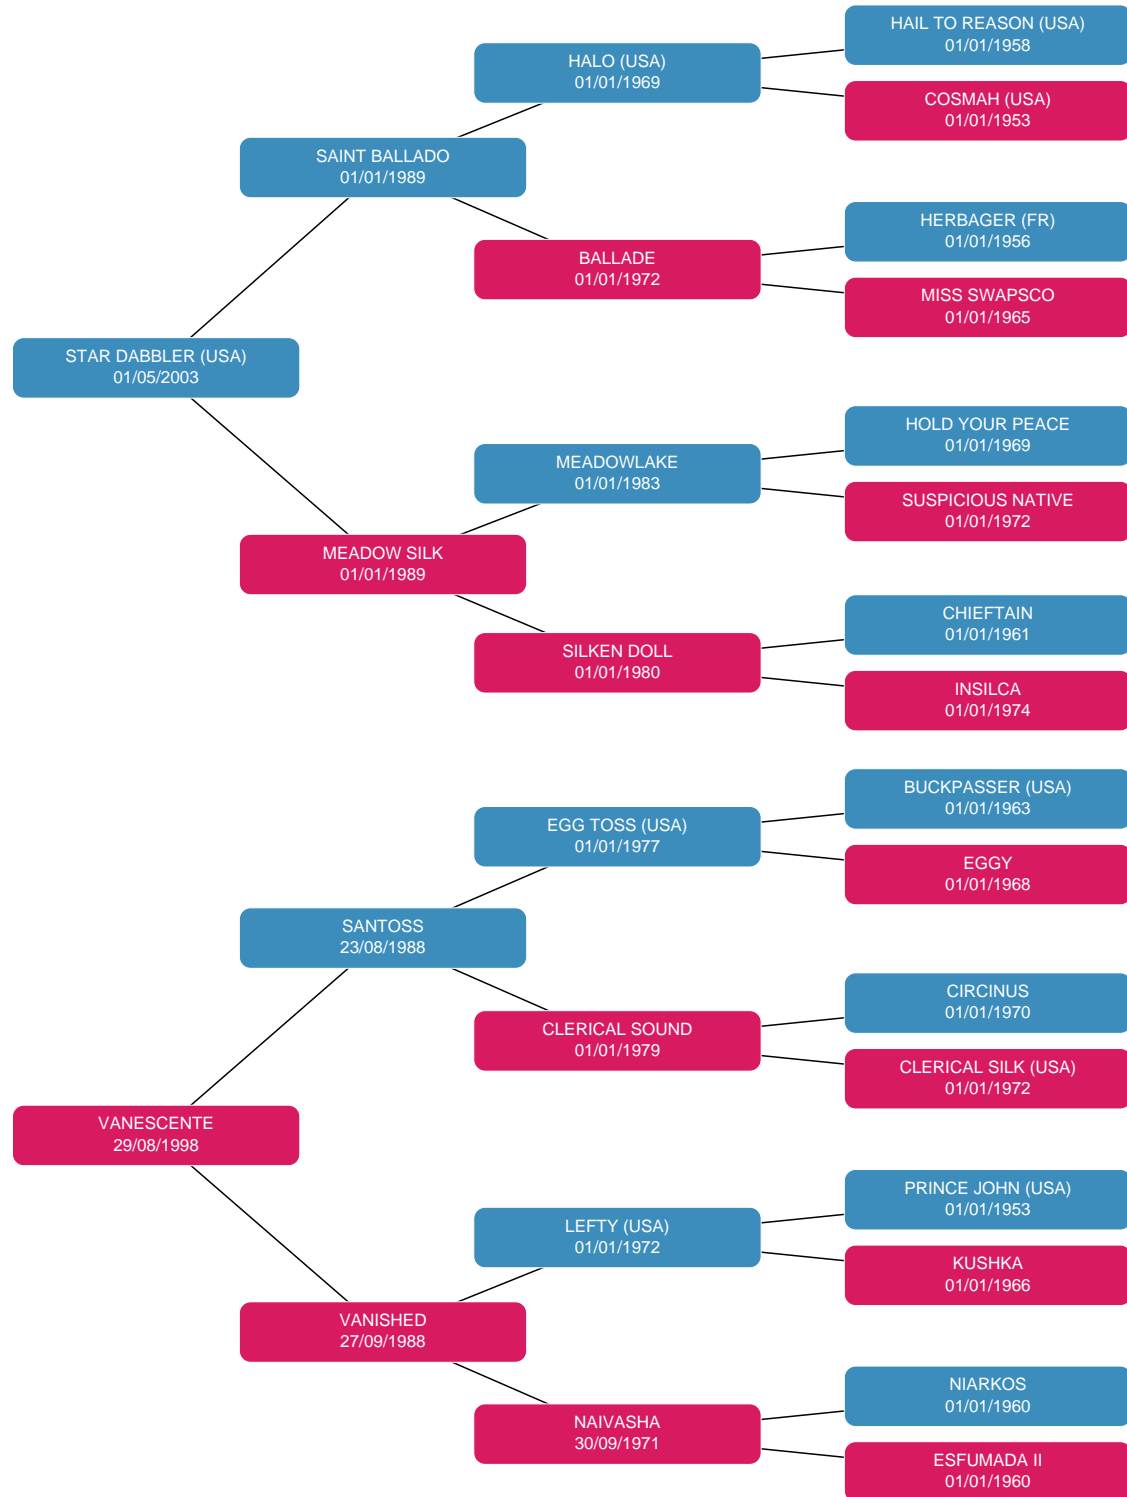 HAIL TO REASON (USA)
01/01/1958
HALO (USA)
01/01/1969
COSMAH (USA)
01/01/1953
SAINT BALLADO
01/01/1989
HERBAGER (FR)
01/01/1956
BALLADE
01/01/1972
MISS SWAPSCO
01/01/1965
STAR DABBLER (USA)
01/05/2003
HOLD YOUR PEACE
01/01/1969
MEADOWLAKE
01/01/1983
SUSPICIOUS NATIVE
01/01/1972
MEADOW SILK
01/01/1989
CHIEFTAIN
01/01/1961
SILKEN DOLL
01/01/1980
INSILCA
01/01/1974
BUCKPASSER (USA)
01/01/1963
EGG TOSS (USA)
01/01/1977
EGGY
01/01/1968
SANTOSS
23/08/1988
CIRCINUS
01/01/1970
CLERICAL SOUND
01/01/1979
CLERICAL SILK (USA)
01/01/1972
VANESCENTE
29/08/1998
PRINCE JOHN (USA)
01/01/1953
LEFTY (USA)
01/01/1972
KUSHKA
01/01/1966
VANISHED
27/09/1988
NIARKOS
01/01/1960
NAIVASHA
30/09/1971
ESFUMADA II
01/01/1960